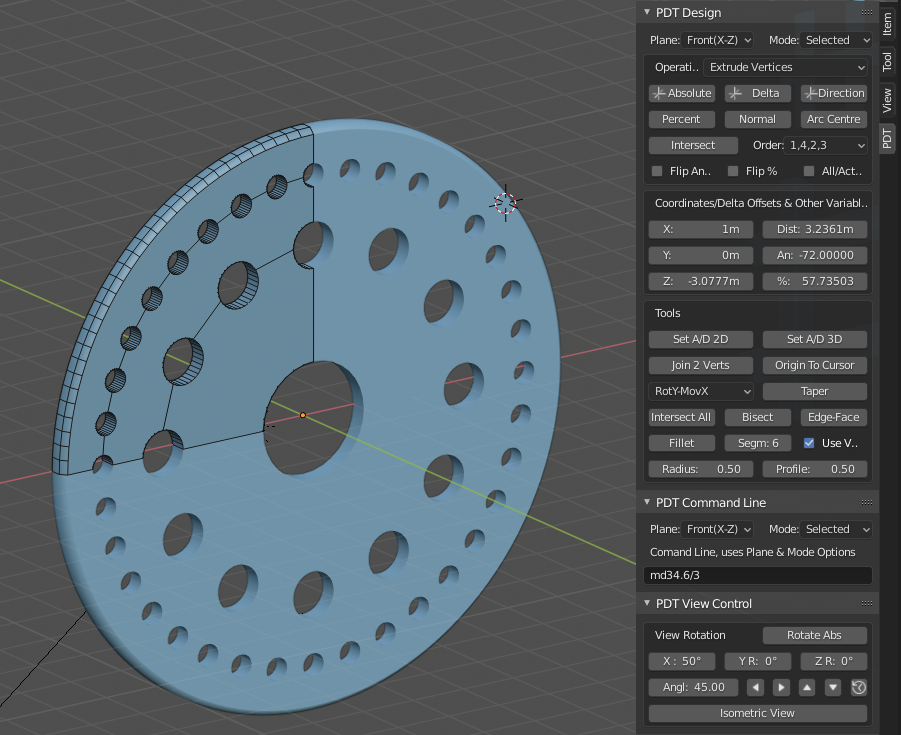 PDT Design
Plane: Front(X-Z) Mode: Selected
Operati.. Extrude Vertices
Absolute Delta Direction
Percent Normal Arc Centre
Intersect Order: 1,4,2,3
Flip An.. Flip % All/Act..
Coordinates/Delta Offsets & Other Variabl..
X: 1m Dist: 3.2361m
Y: 0m An: -72.00000
Z: -3.0777m %: 57.73503
Tools
Set A/D 2D Set A/D 3D
Join 2 Verts Origin To Cursor
RotY-MovX Taper
Intersect All Bisect Edge-Face
Fillet Segm: 6 Use V..
Radius: 0.50 Profile: 0.50
PDT Command Line
Plane: Front(X-Z) Mode: Selected
Comand Line, uses Plane & Mode Options
md34.6/3
PDT View Control
View Rotation Rotate Abs
X : 50° Y R: 0° Z R: 0°
Angl: 45.00
Isometric View
Item
Tool
View
PDT